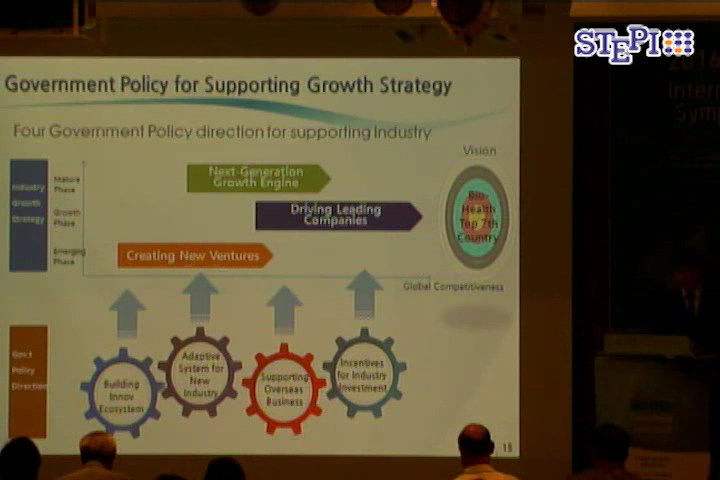 STEPI
Government Policy for Supporting Growth Strategy
Four Government Policy direction for supporting Industry
Vision
Industry
Growth
Strategy
Mature
Phase
Growth
Phase
Emerging
Phase
Next-Generation
Growth Engine
Driving Leading
Companies
Creating New Ventures
Bio-
Health
Top 7th
Country
Global Competitiveness
Gov.t
Policy
Direction
Building
Innov
Ecosystem
Adaptive
System for
New
Industry
Supporting
Overseas
Business
Incentives
for Industry
Investment
15